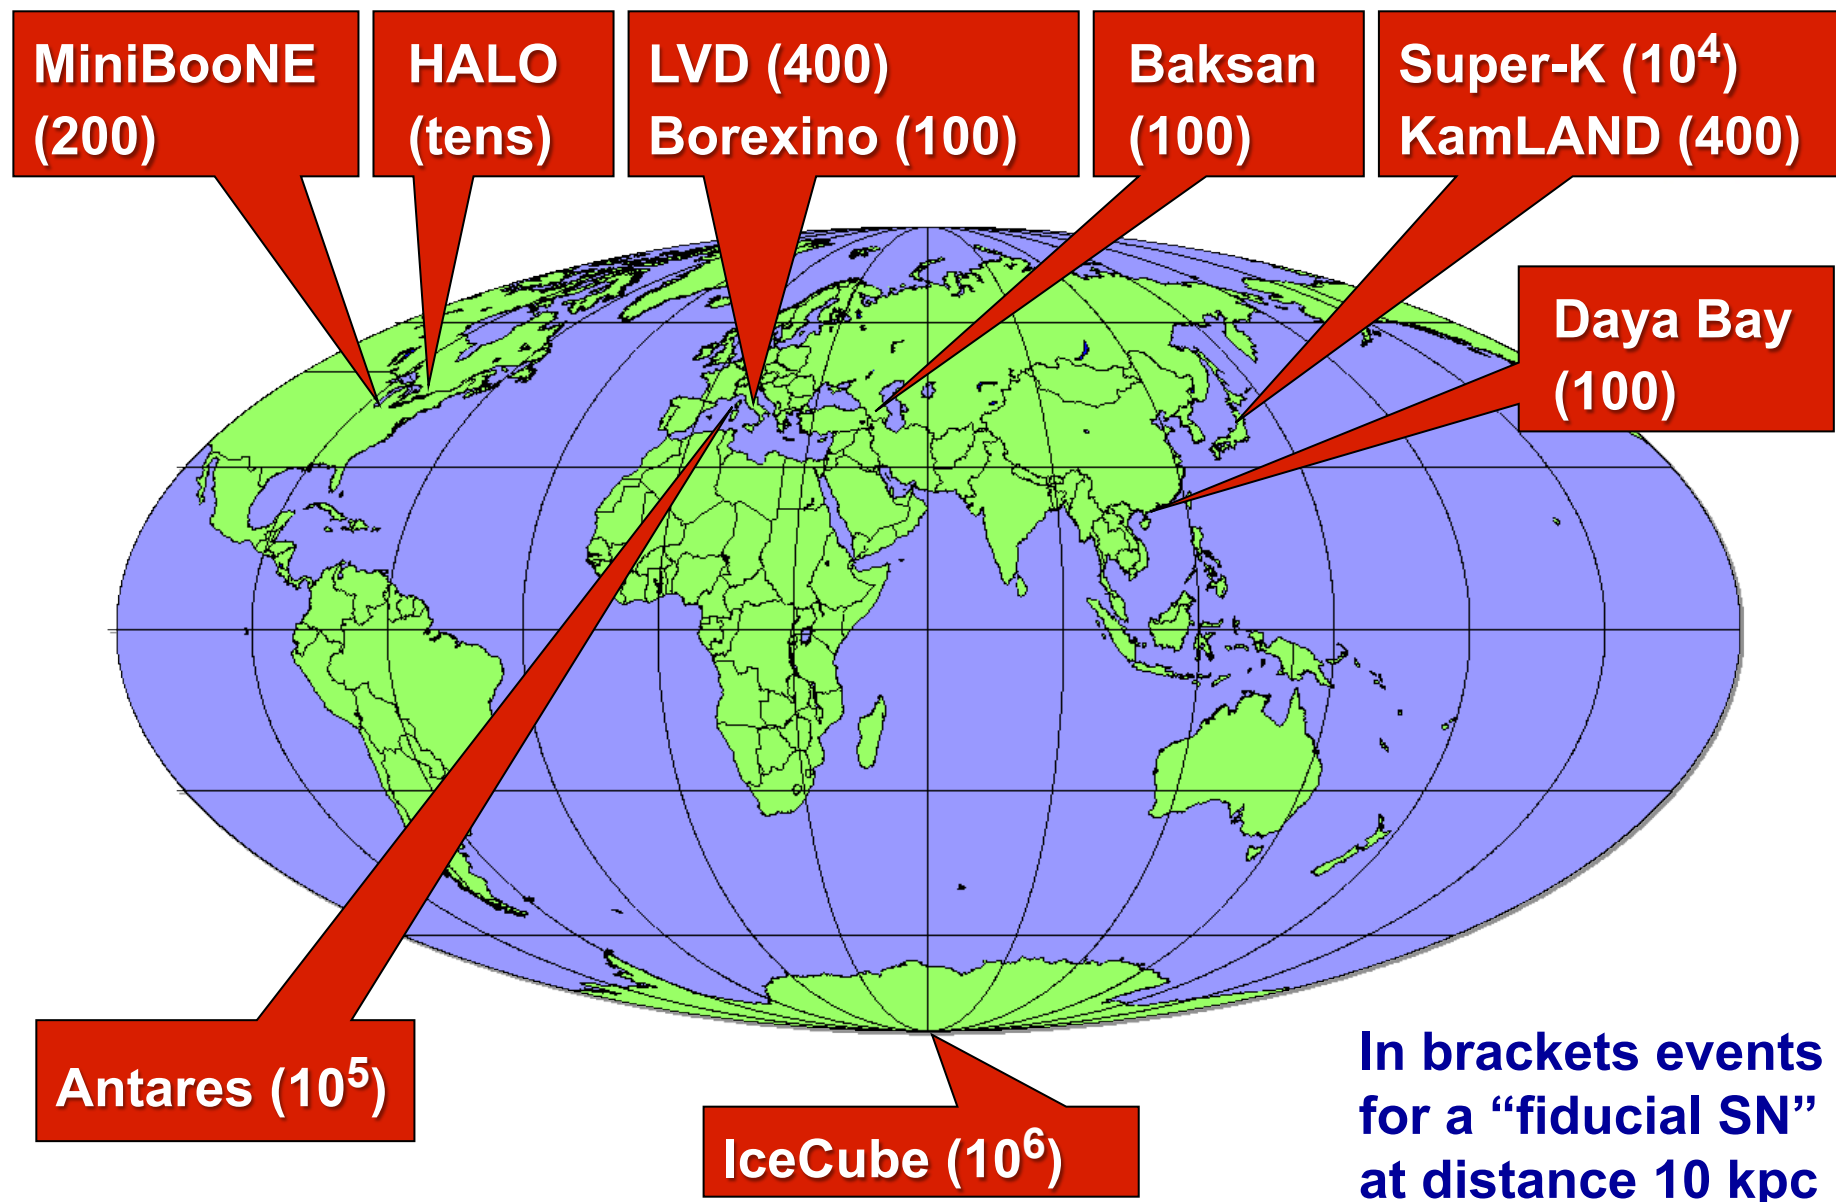 MiniBooNE
(200)
HALO
(tens)
LVD (400)
Borexino (100)
Baksan
(100)
Super-K (10⁴)
KamLAND (400)
Daya Bay
(100)
Antares (10⁵)
IceCube (10⁶)
In brackets events
for a “fiducial SN”
at distance 10 kpc